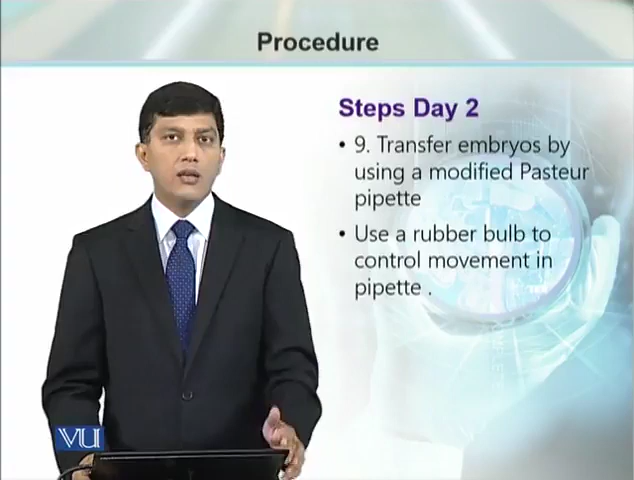 Procedure
Steps Day 2
• 9. Transfer embryos by
using a modified Pasteur
pipette
• Use a rubber bulb to
control movement in
pipette .
VU